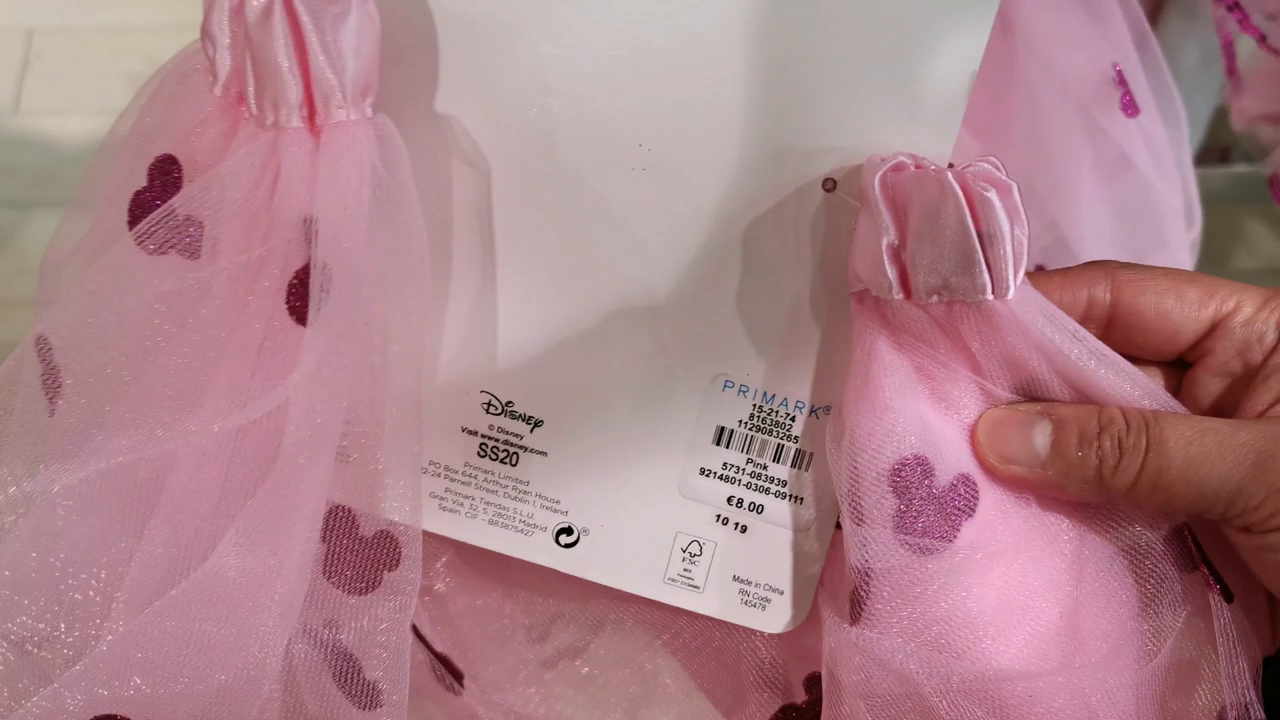 Disney
© Disney
Visit www.disney.com
SS20
Primark Limited
PO Box 644, Arthur Ryan House
22-24 Parnell Street, Dublin 1, Ireland
Primark Tiendas S.L.U.
Gran Via, 32, 5, 28013 Madrid
Spain. CIF - B83875427
PRIMARK®
15-21-74
8163802
1129083265
Pink
5731-083939
9214801-0306-09111
€8.00
10 19
FSC
Made in China
RN Code
145478